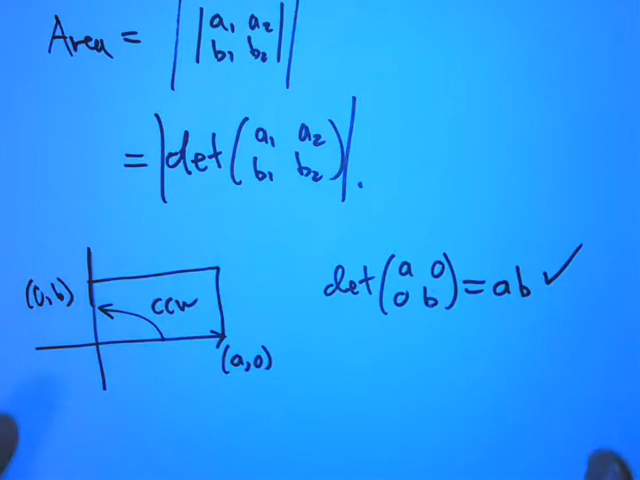 Area = | |a₁ a₂|
|b₁ b₂| |
= |det(a₁ a₂
b₁ b₂)|.
(0,b)
ccw
(a,0)
det(a 0
0 b) = ab ✓